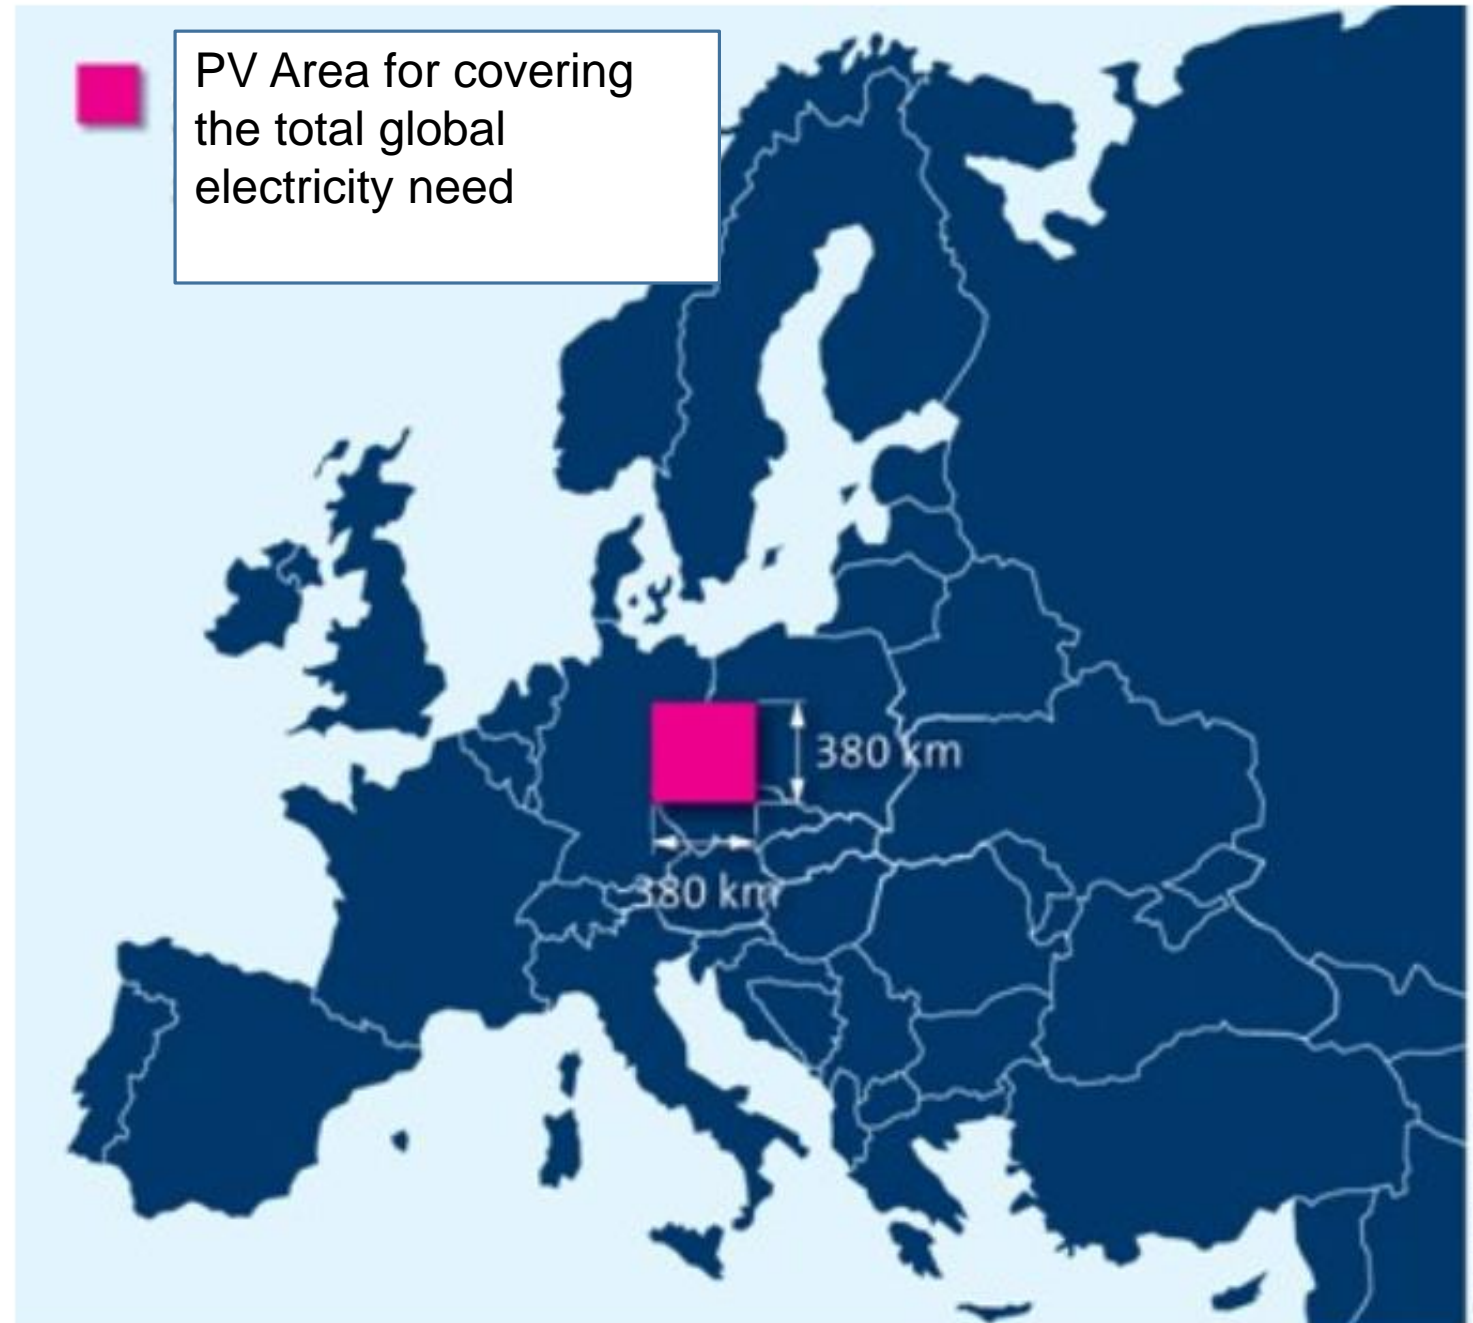 PV Area for covering
the total global
electricity need
380 km
380 km